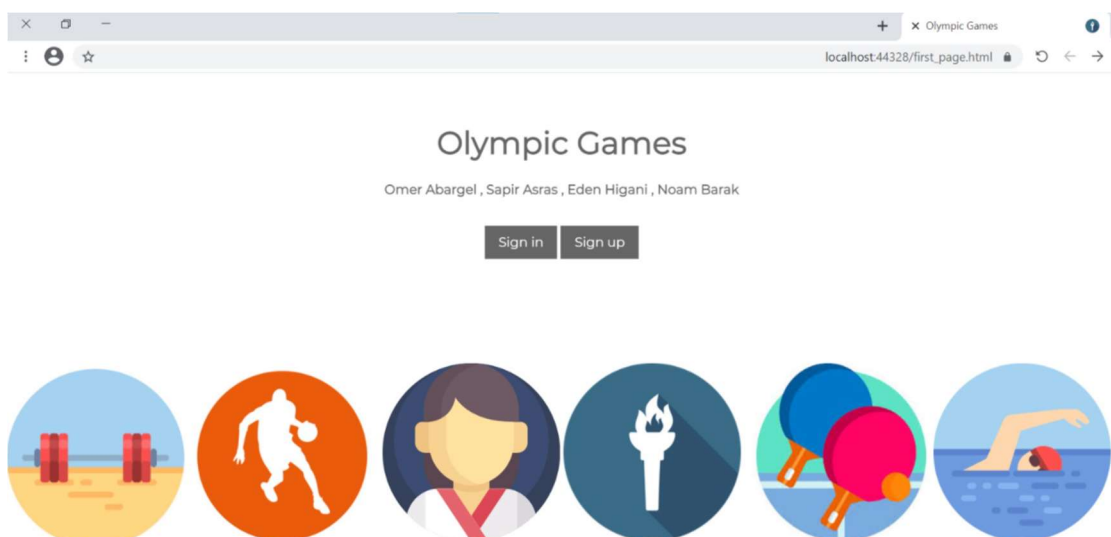 Olympic Games
localhost:44328/first_page.html
Olympic Games
Omer Abargel , Sapir Asras , Eden Higani , Noam Barak
Sign in Sign up